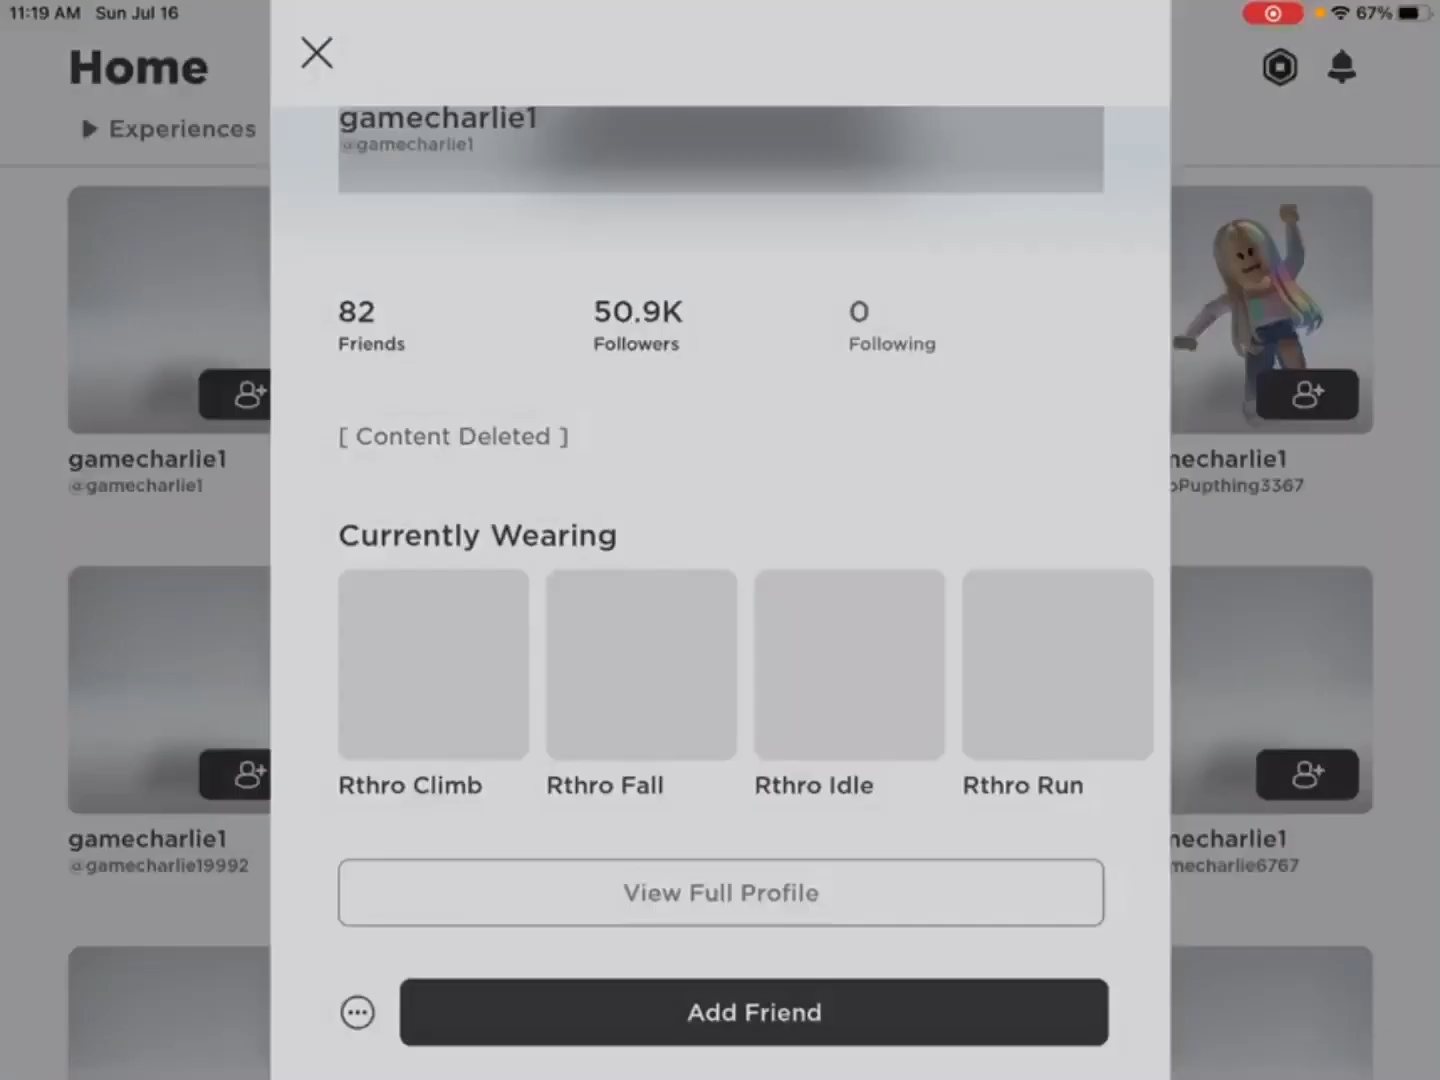 11:19 AM Sun Jul 16
67%
Home
Experiences
gamecharlie1
@gamecharlie1
82
Friends
50.9K
Followers
0
Following
[ Content Deleted ]
Currently Wearing
Rthro Climb
Rthro Fall
Rthro Idle
Rthro Run
View Full Profile
Add Friend
gamecharlie1
@gamecharlie1
necharlie1
Pupthing3367
gamecharlie1
@gamecharlie19992
necharlie1
mecharlie6767